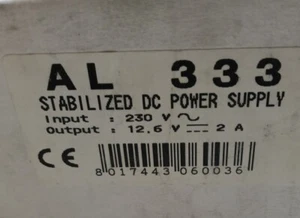 AL 333
STABILIZED DC POWER SUPPLY
Input : 230 V ~
Output : 12,6 V ⎓ 2 A
CE
8 017443 060036